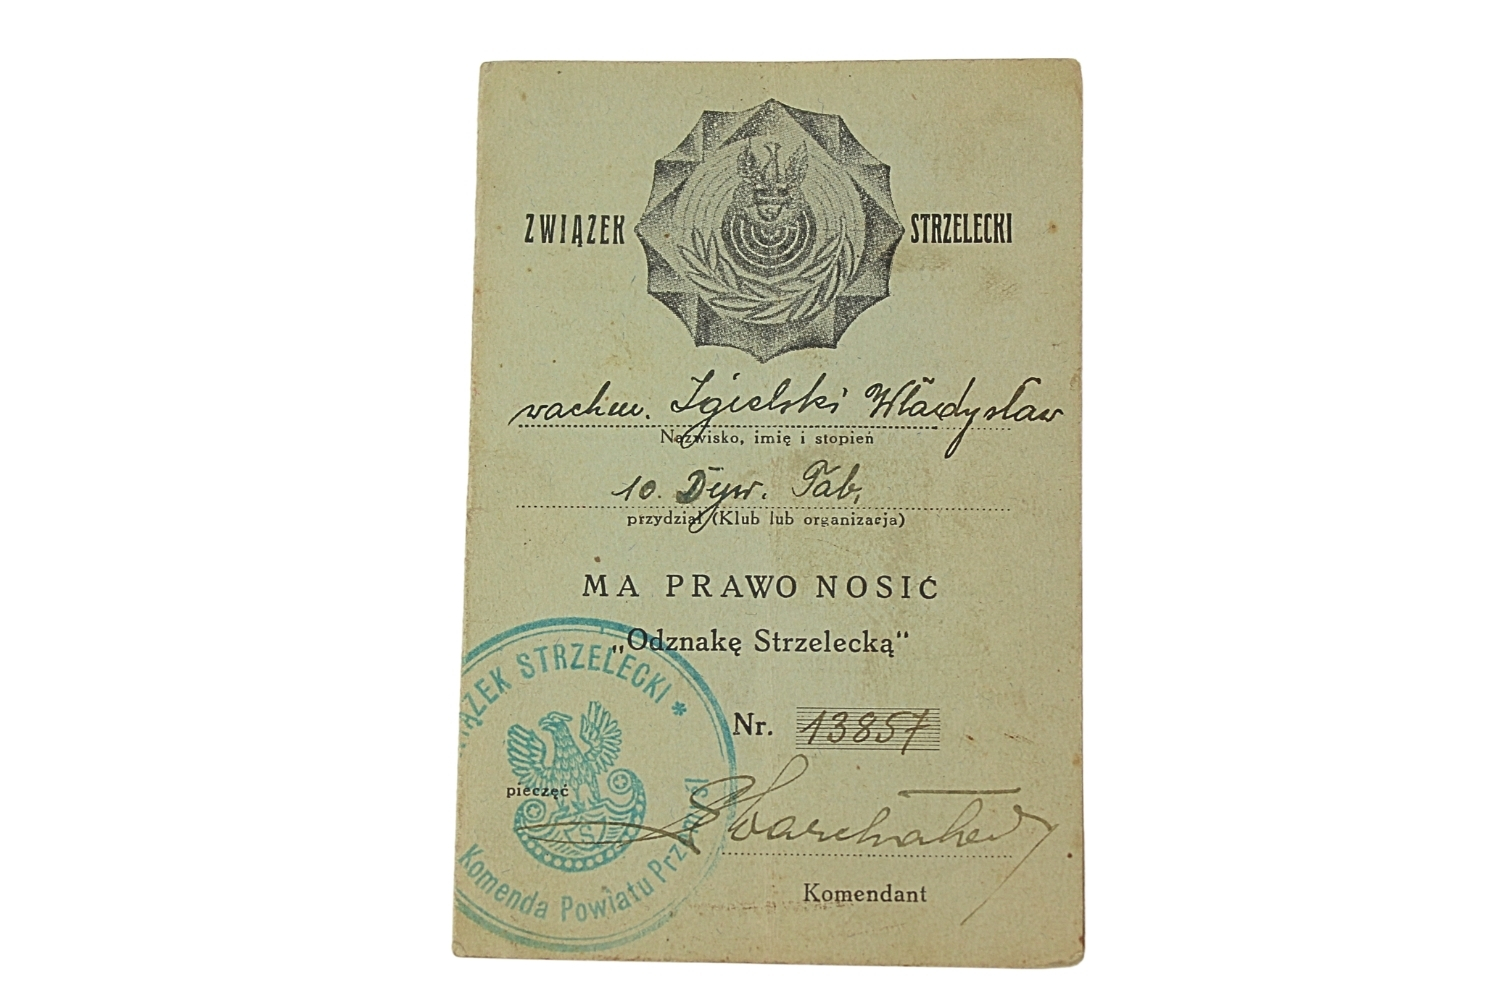 ZWIĄZEK STRZELECKI
wachm. Igielski Władysław
Nazwisko, imię i stopień
10. Dyw. Tab.
przydział (Klub lub organizacja)
MA PRAWO NOSIĆ
„Odznakę Strzelecką“
Nr. 13857
pieczęć
Komendant
STRZELECKI *
Komenda Powiatu